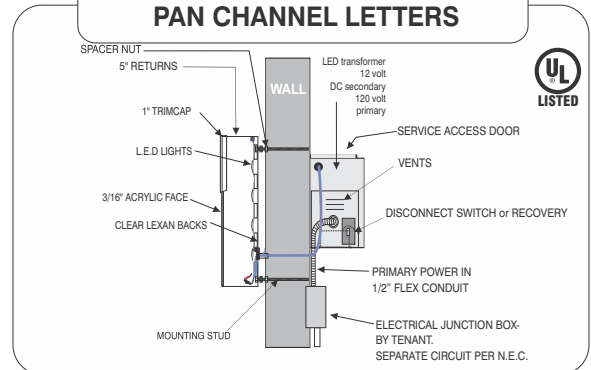 PAN CHANNEL LETTERS
SPACER NUT
5" RETURNS
1" TRIMCAP
L.E.D LIGHTS
3/16" ACRYLIC FACE
CLEAR LEXAN BACKS
MOUNTING STUD
WALL
LED transformer
12 volt
DC secondary
120 volt
primary
UL
®
LISTED
SERVICE ACCESS DOOR
VENTS
DISCONNECT SWITCH or RECOVERY
PRIMARY POWER IN
1/2" FLEX CONDUIT
ELECTRICAL JUNCTION BOX-
BY TENANT.
SEPARATE CIRCUIT PER N.E.C.